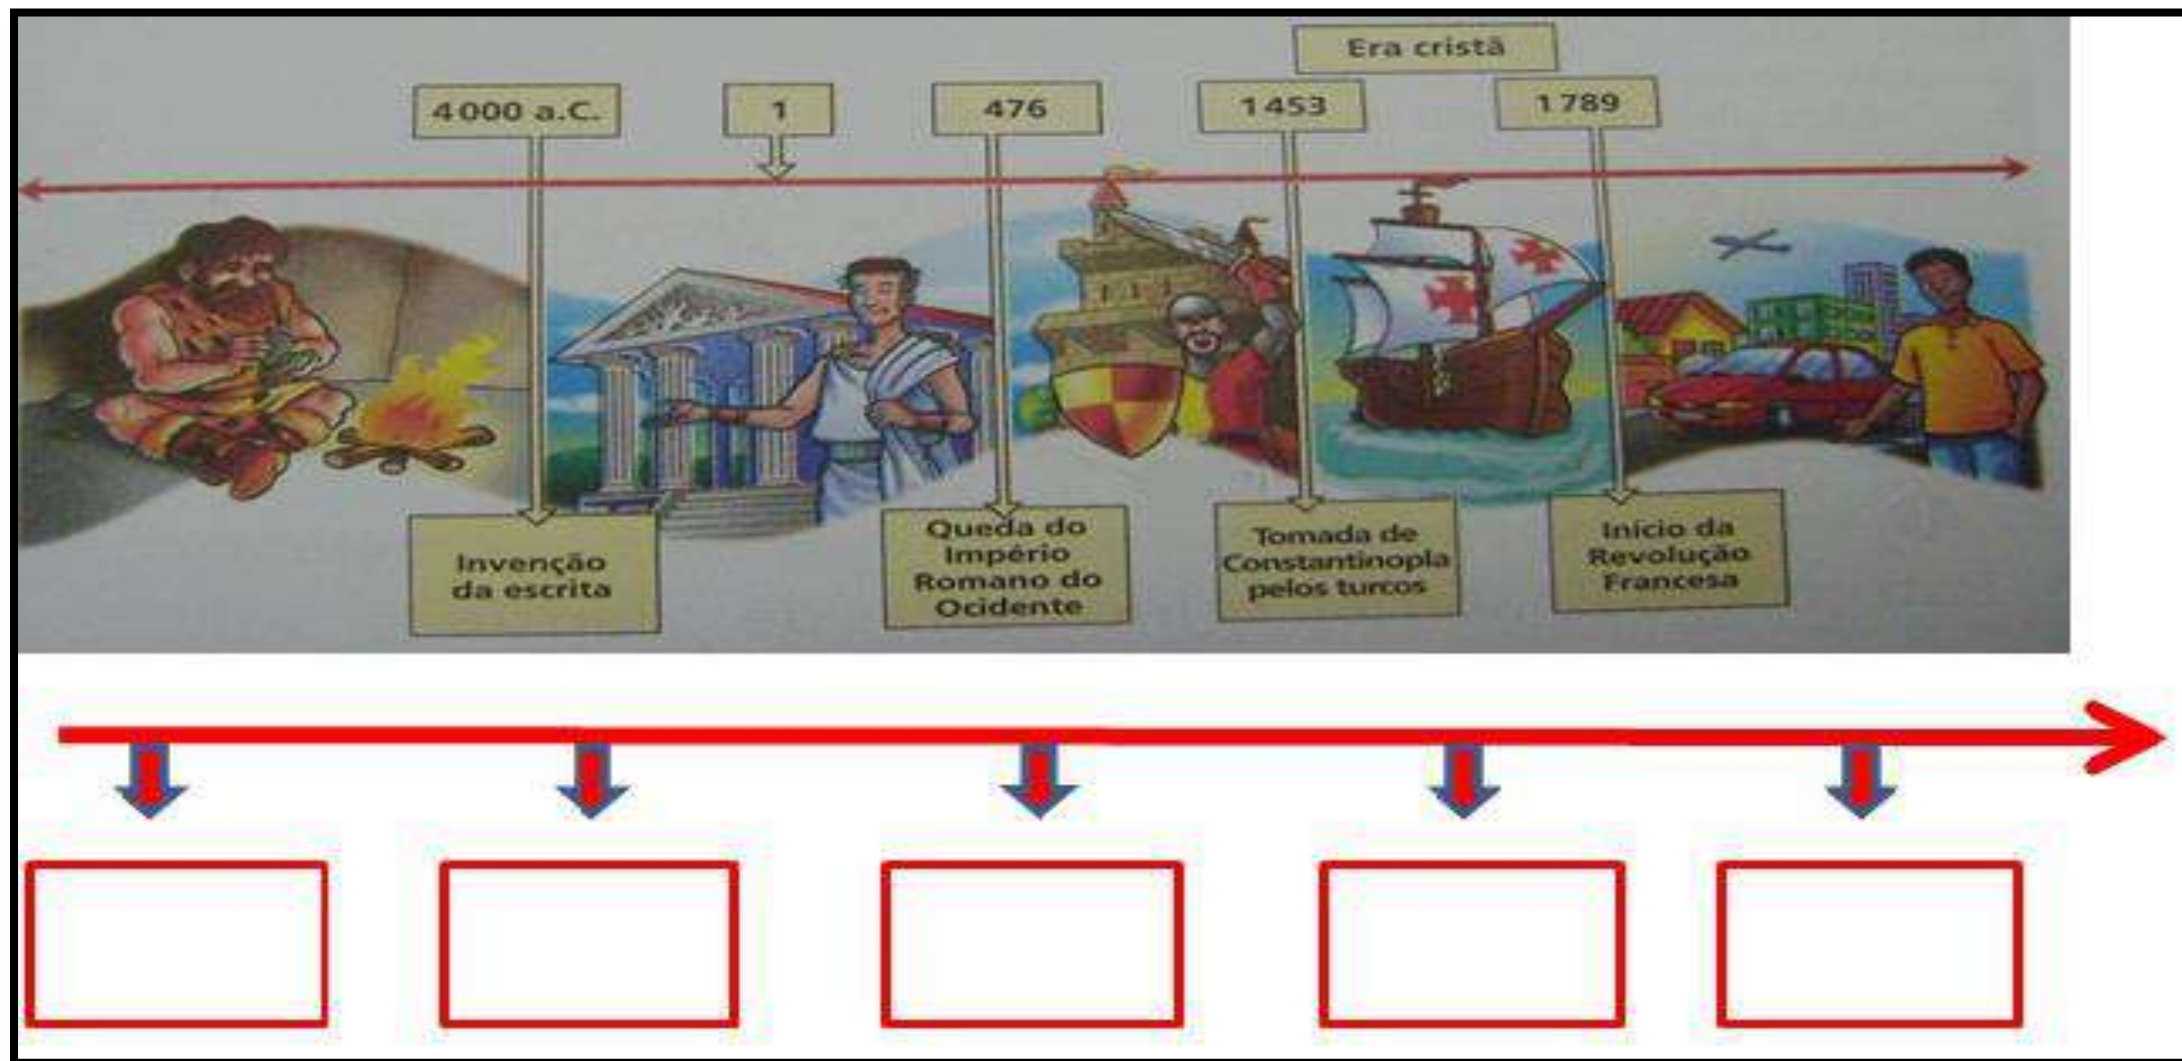 Era cristã
4000 a.C.
1
476
1453
1789
Invenção
da escrita
Queda do
Império
Romano do
Ocidente
Tomada de
Constantinopla
pelos turcos
Início da
Revolução
Francesa